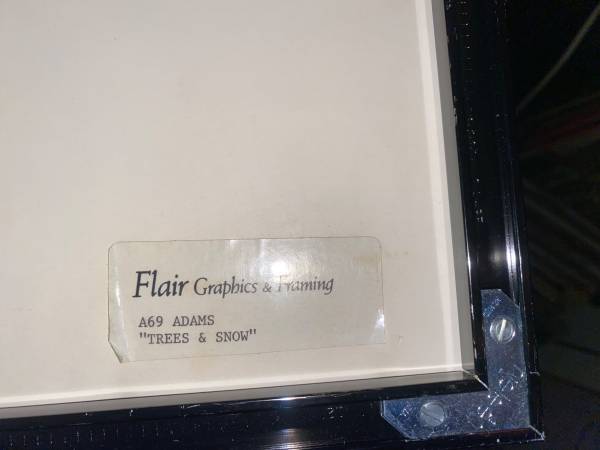 Flair Graphics & Framing
A69 ADAMS
"TREES & SNOW"